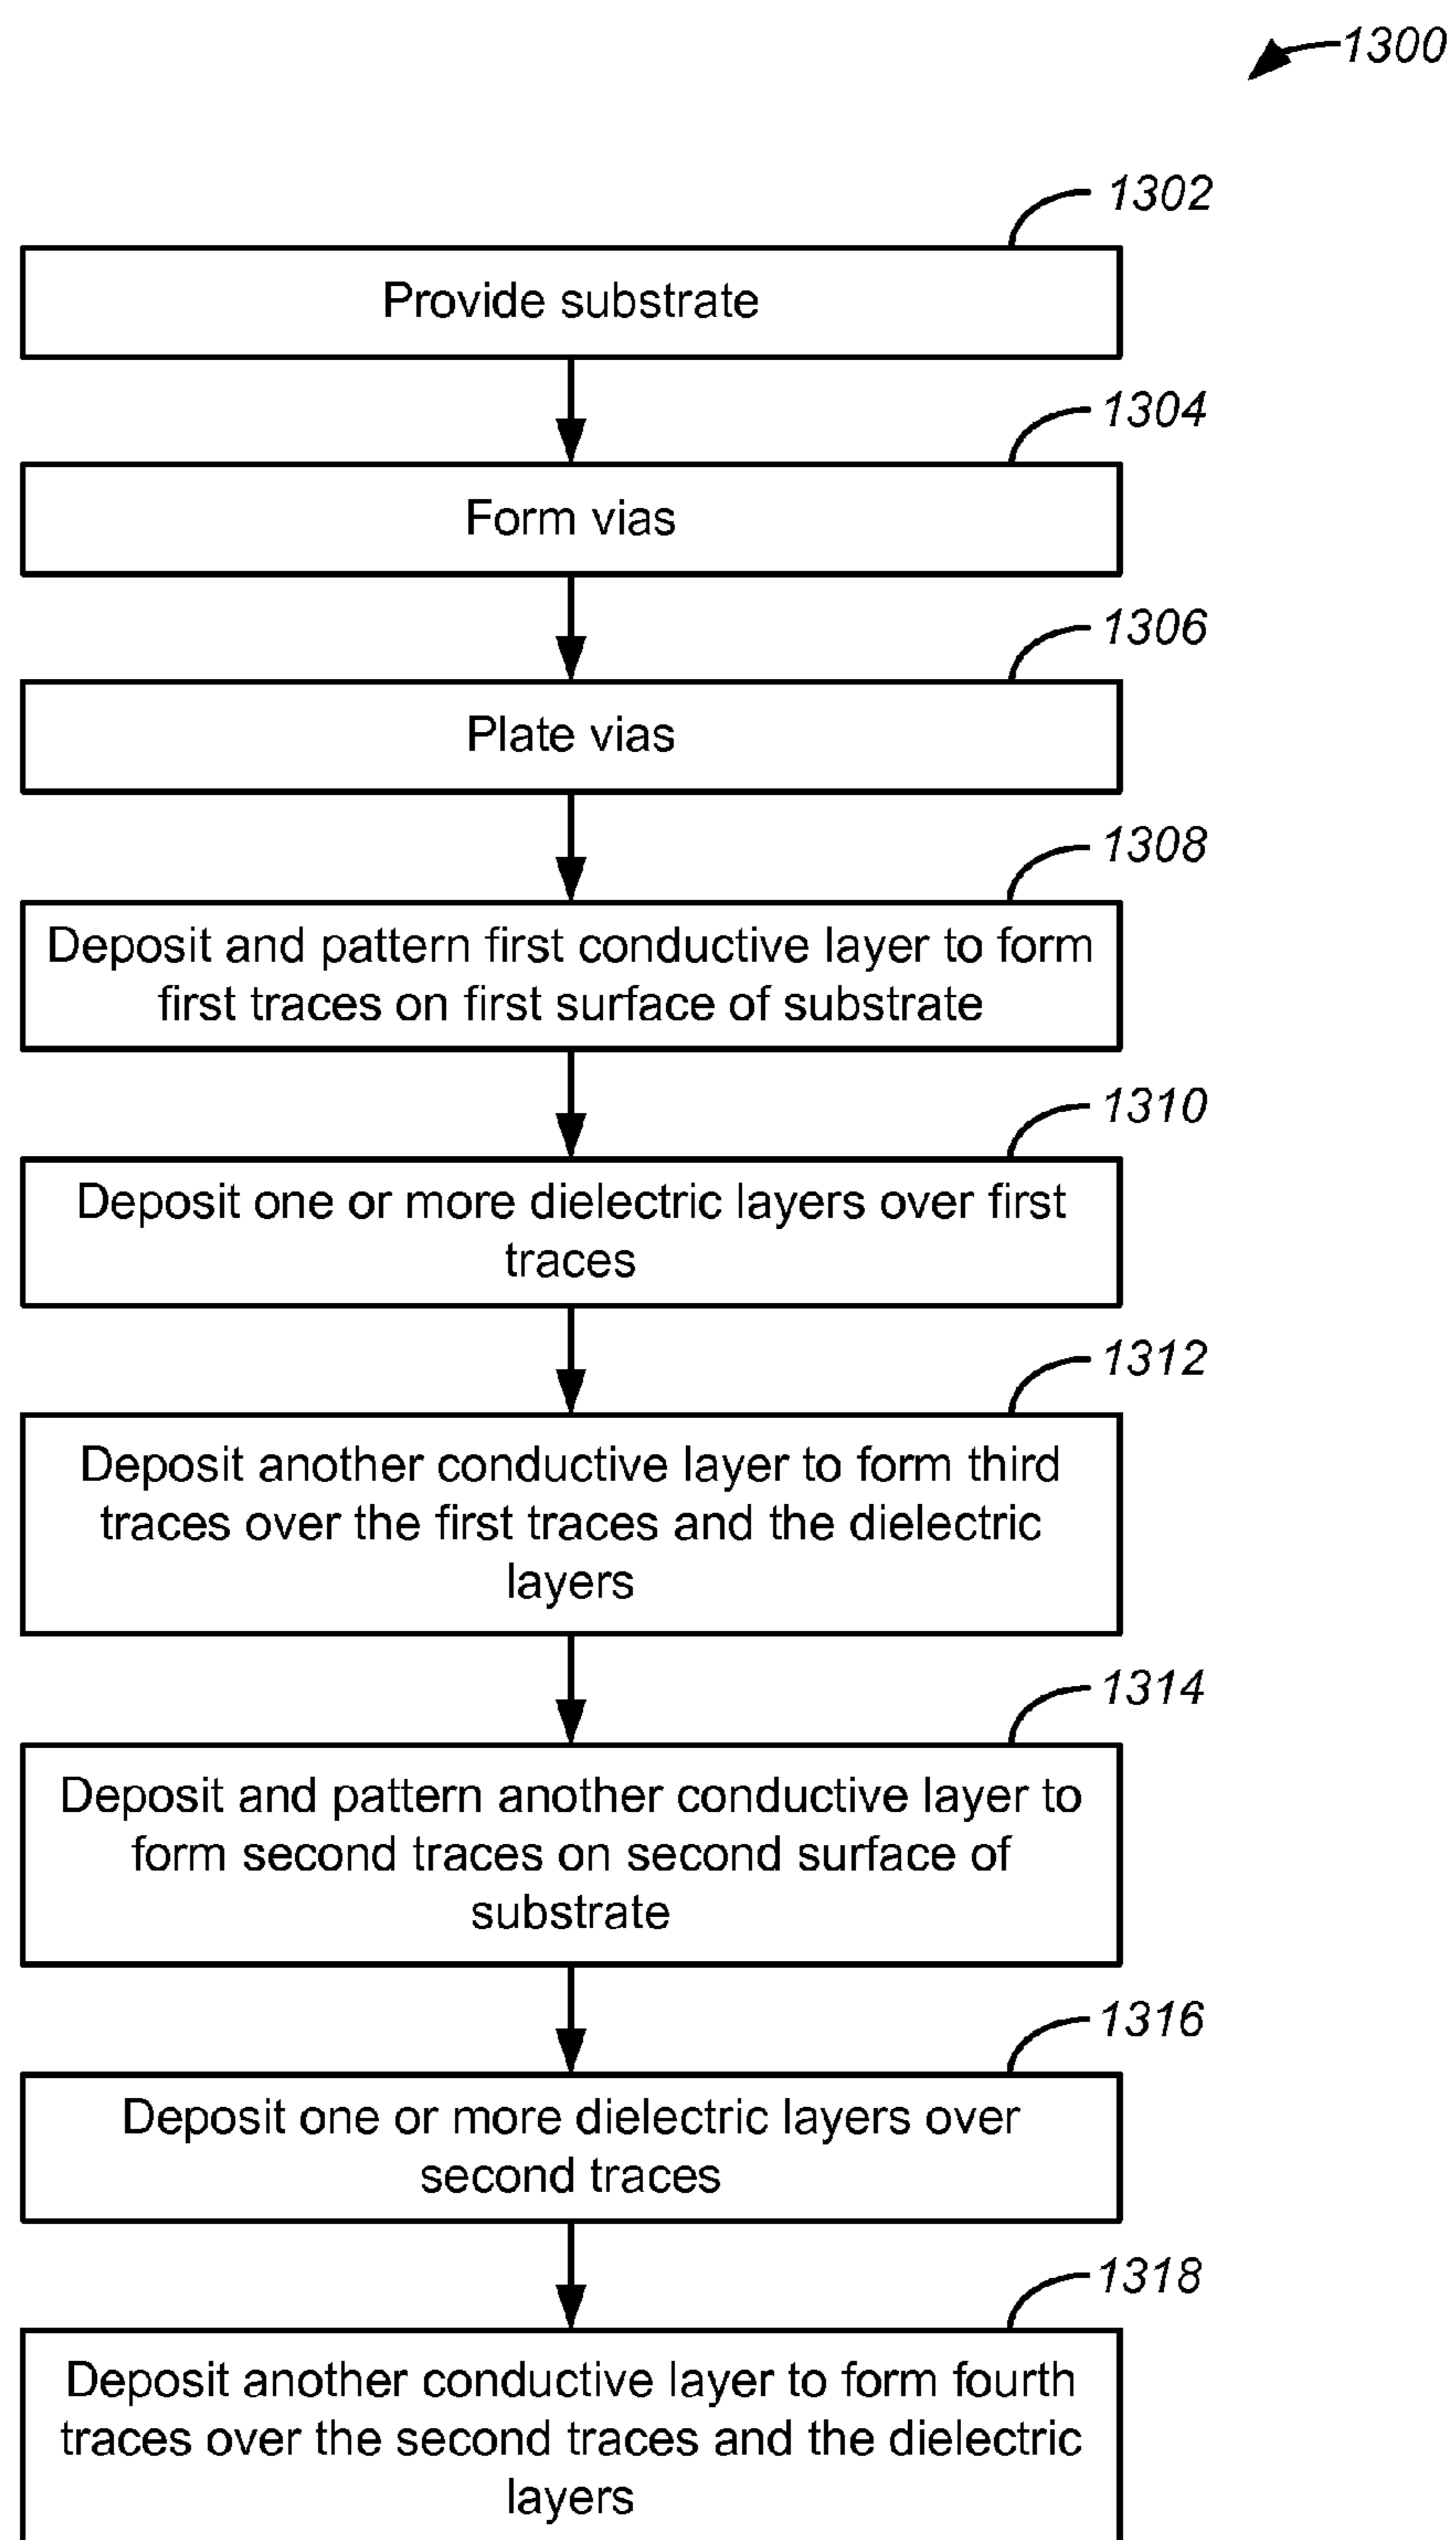 1300
1302
Provide substrate
1304
Form vias
1306
Plate vias
1308
Deposit and pattern first conductive layer to form
first traces on first surface of substrate
1310
Deposit one or more dielectric layers over first
traces
1312
Deposit another conductive layer to form third
traces over the first traces and the dielectric
layers
1314
Deposit and pattern another conductive layer to
form second traces on second surface of
substrate
1316
Deposit one or more dielectric layers over
second traces
1318
Deposit another conductive layer to form fourth
traces over the second traces and the dielectric
layers